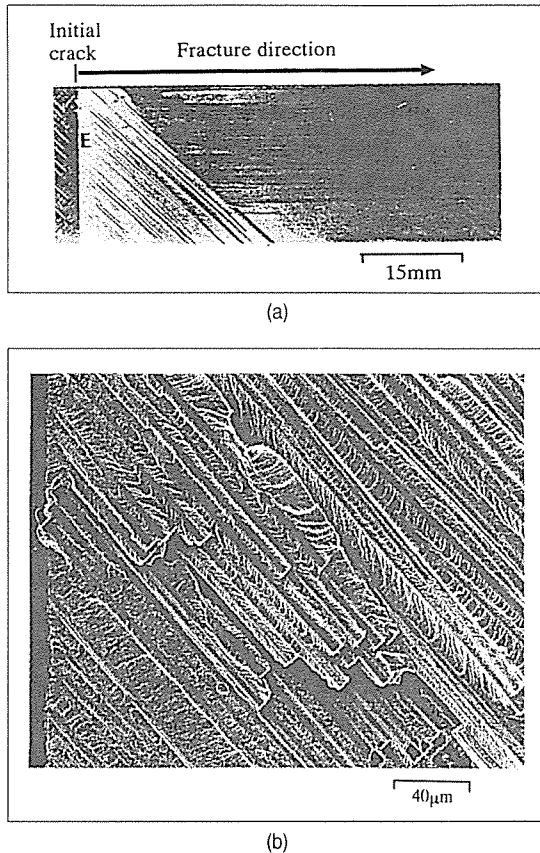 Initial
crack
Fracture direction
E
15mm
(a)
40μm
(b)